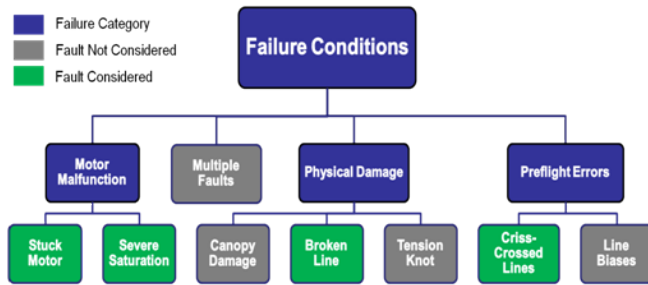 Failure Category
Fault Not Considered
Fault Considered
Failure Conditions
Motor
Malfunction
Multiple
Faults
Physical Damage
Preflight Errors
Stuck
Motor
Severe
Saturation
Canopy
Damage
Broken
Line
Tension
Knot
Criss-
Crossed
Lines
Line
Biases